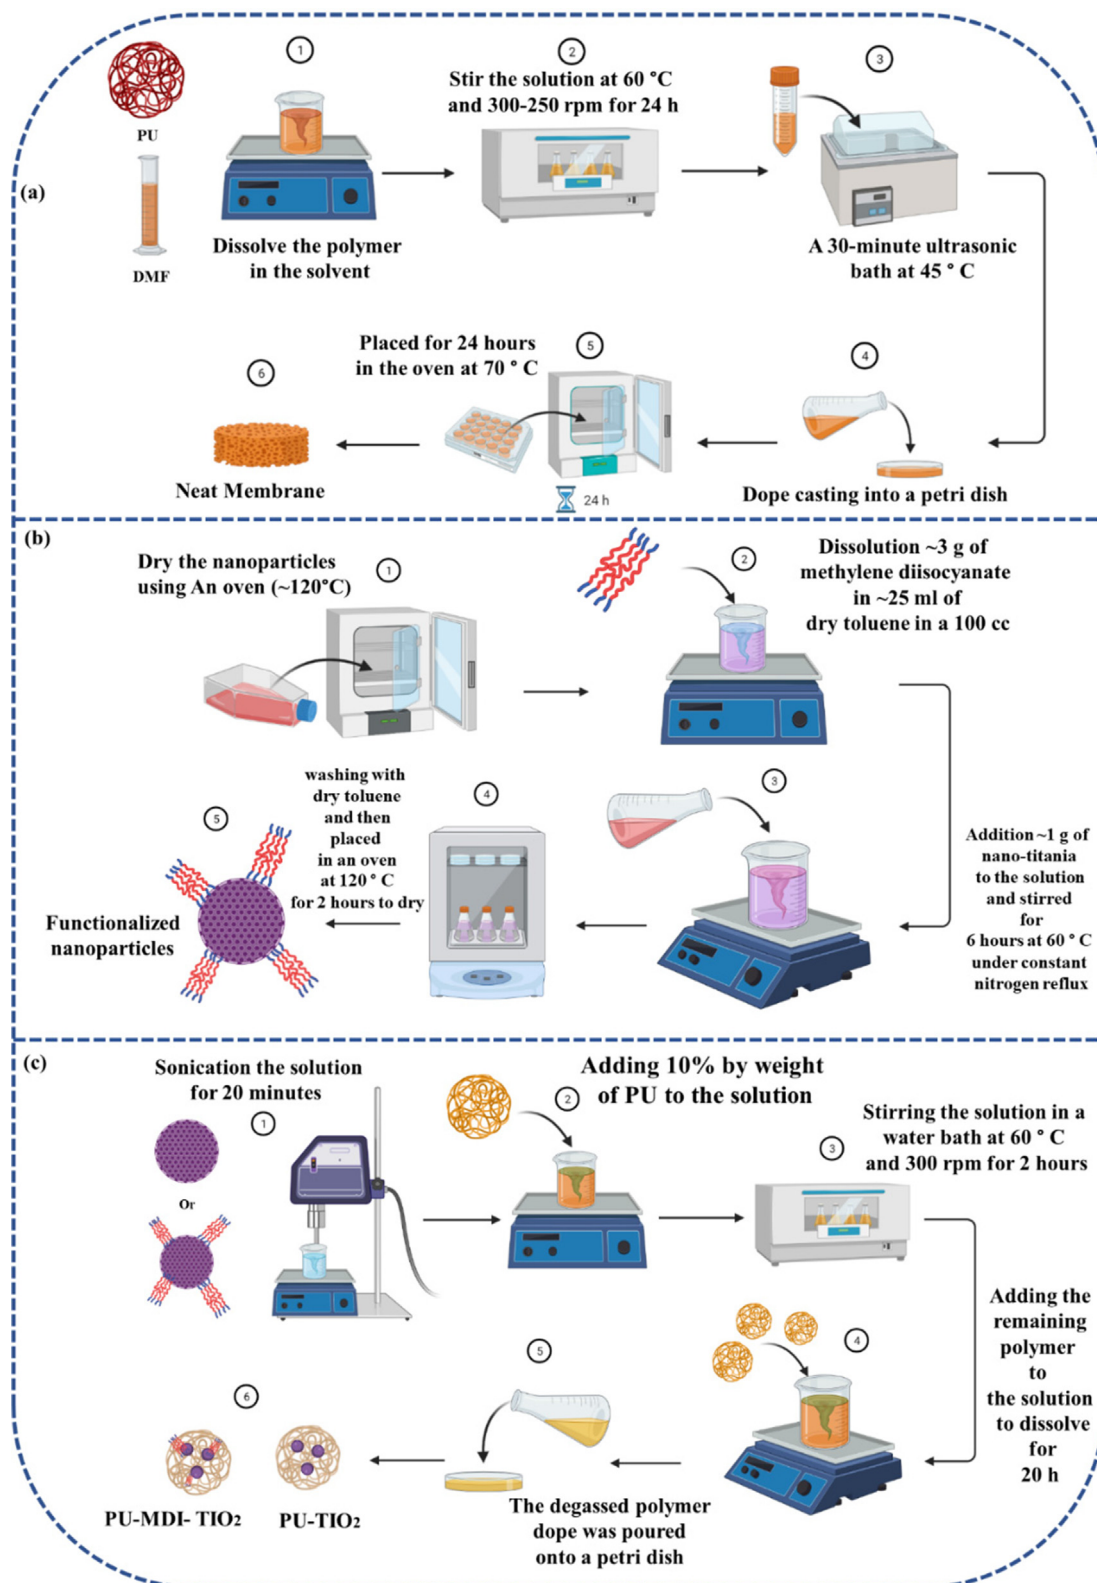 (a)
PU
DMF
1
Dissolve the polymer
in the solvent
2
Stir the solution at 60 °C
and 300-250 rpm for 24 h
3
A 30-minute ultrasonic
bath at 45 ° C
4
Dope casting into a petri dish
5
Placed for 24 hours
in the oven at 70 ° C
24 h
6
Neat Membrane
(b)
Dry the nanoparticles
using An oven (~120°C)
1
2
Dissolution ~3 g of
methylene diisocyanate
in ~25 ml of
dry toluene in a 100 cc
3
Addition ~1 g of
nano-titania
to the solution
and stirred
for
6 hours at 60 ° C
under constant
nitrogen reflux
4
washing with
dry toluene
and then
placed
in an oven
at 120 ° C
for 2 hours to dry
5
Functionalized
nanoparticles
(c)
Sonication the solution
for 20 minutes
1
Or
2
Adding 10% by weight
of PU to the solution
3
Stirring the solution in a
water bath at 60 ° C
and 300 rpm for 2 hours
4
Adding the
remaining
polymer
to
the solution
to dissolve
for
20 h
5
The degassed polymer
dope was poured
onto a petri dish
6
PU-MDI- TIO2
PU-TIO2